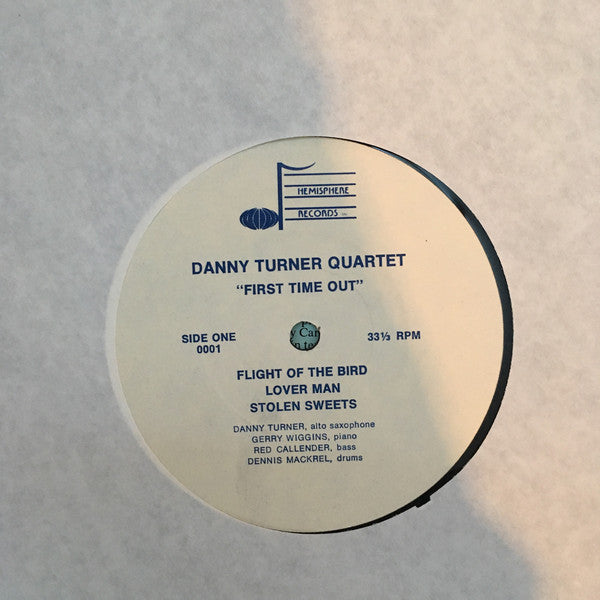 HEMISPHERE
RECORDS
DANNY TURNER QUARTET
“FIRST TIME OUT”
SIDE ONE
0001
33⅓ RPM
FLIGHT OF THE BIRD
LOVER MAN
STOLEN SWEETS
DANNY TURNER, alto saxophone
GERRY WIGGINS, piano
RED CALLENDER, bass
DENNIS MACKREL, drums